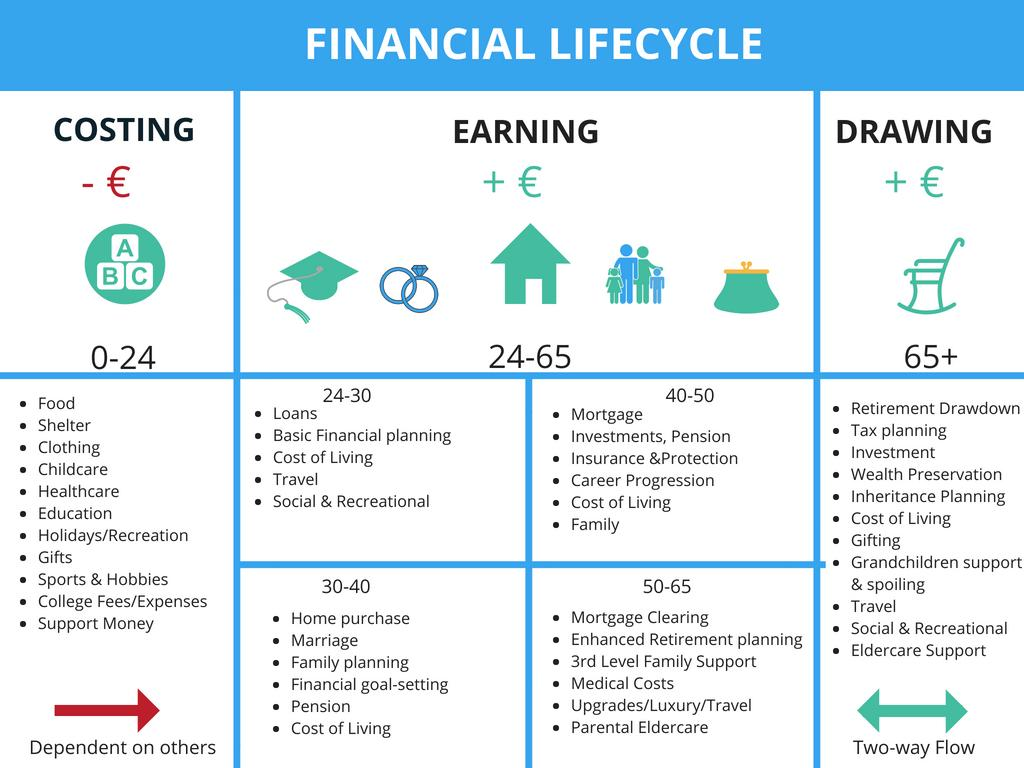 FINANCIAL LIFECYCLE
COSTING
- €
A
B C
0-24
EARNING
+ €
24-65
DRAWING
+ €
65+
• Food
• Shelter
• Clothing
• Childcare
• Healthcare
• Education
• Holidays/Recreation
• Gifts
• Sports & Hobbies
• College Fees/Expenses
• Support Money
Dependent on others
24-30
• Loans
• Basic Financial planning
• Cost of Living
• Travel
• Social & Recreational
30-40
• Home purchase
• Marriage
• Family planning
• Financial goal-setting
• Pension
• Cost of Living
40-50
• Mortgage
• Investments, Pension
• Insurance &Protection
• Career Progression
• Cost of Living
• Family
50-65
• Mortgage Clearing
• Enhanced Retirement planning
• 3rd Level Family Support
• Medical Costs
• Upgrades/Luxury/Travel
• Parental Eldercare
• Retirement Drawdown
• Tax planning
• Investment
• Wealth Preservation
• Inheritance Planning
• Cost of Living
• Gifting
• Grandchildren support
& spoiling
• Travel
• Social & Recreational
• Eldercare Support
Two-way Flow